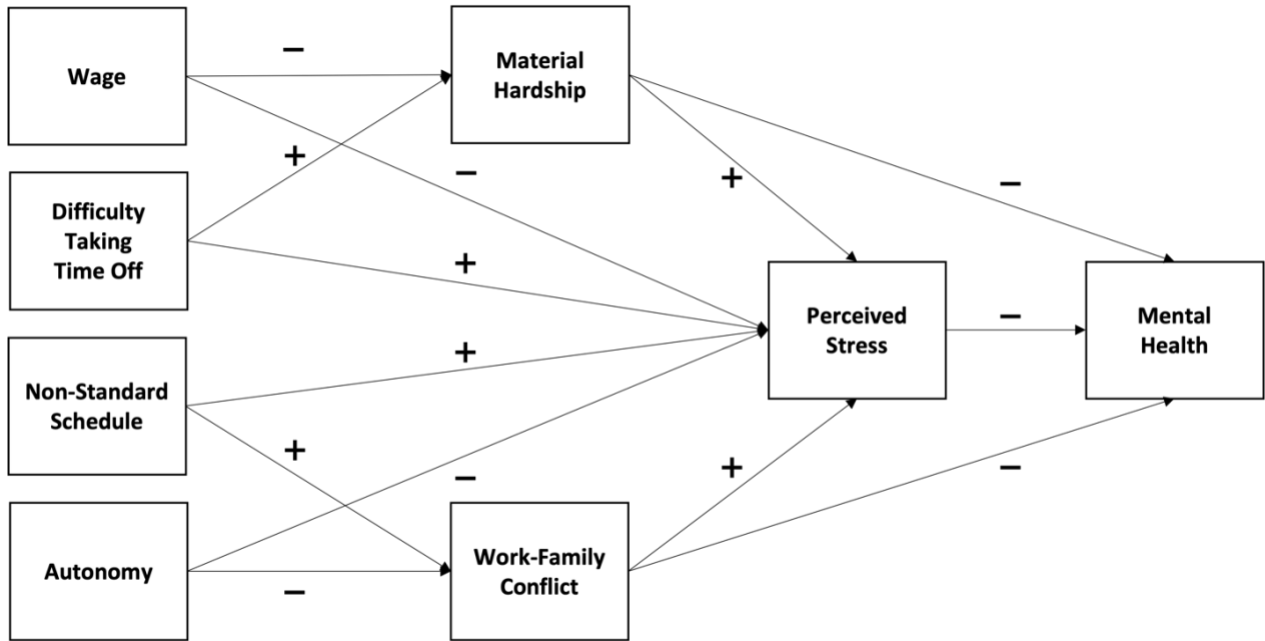 Wage
–
Material
Hardship
+
–
+
–
Difficulty
Taking
Time Off
+
Perceived
Stress
–
Mental
Health
Non-Standard
Schedule
+
+
–
+
–
Autonomy
–
Work-Family
Conflict